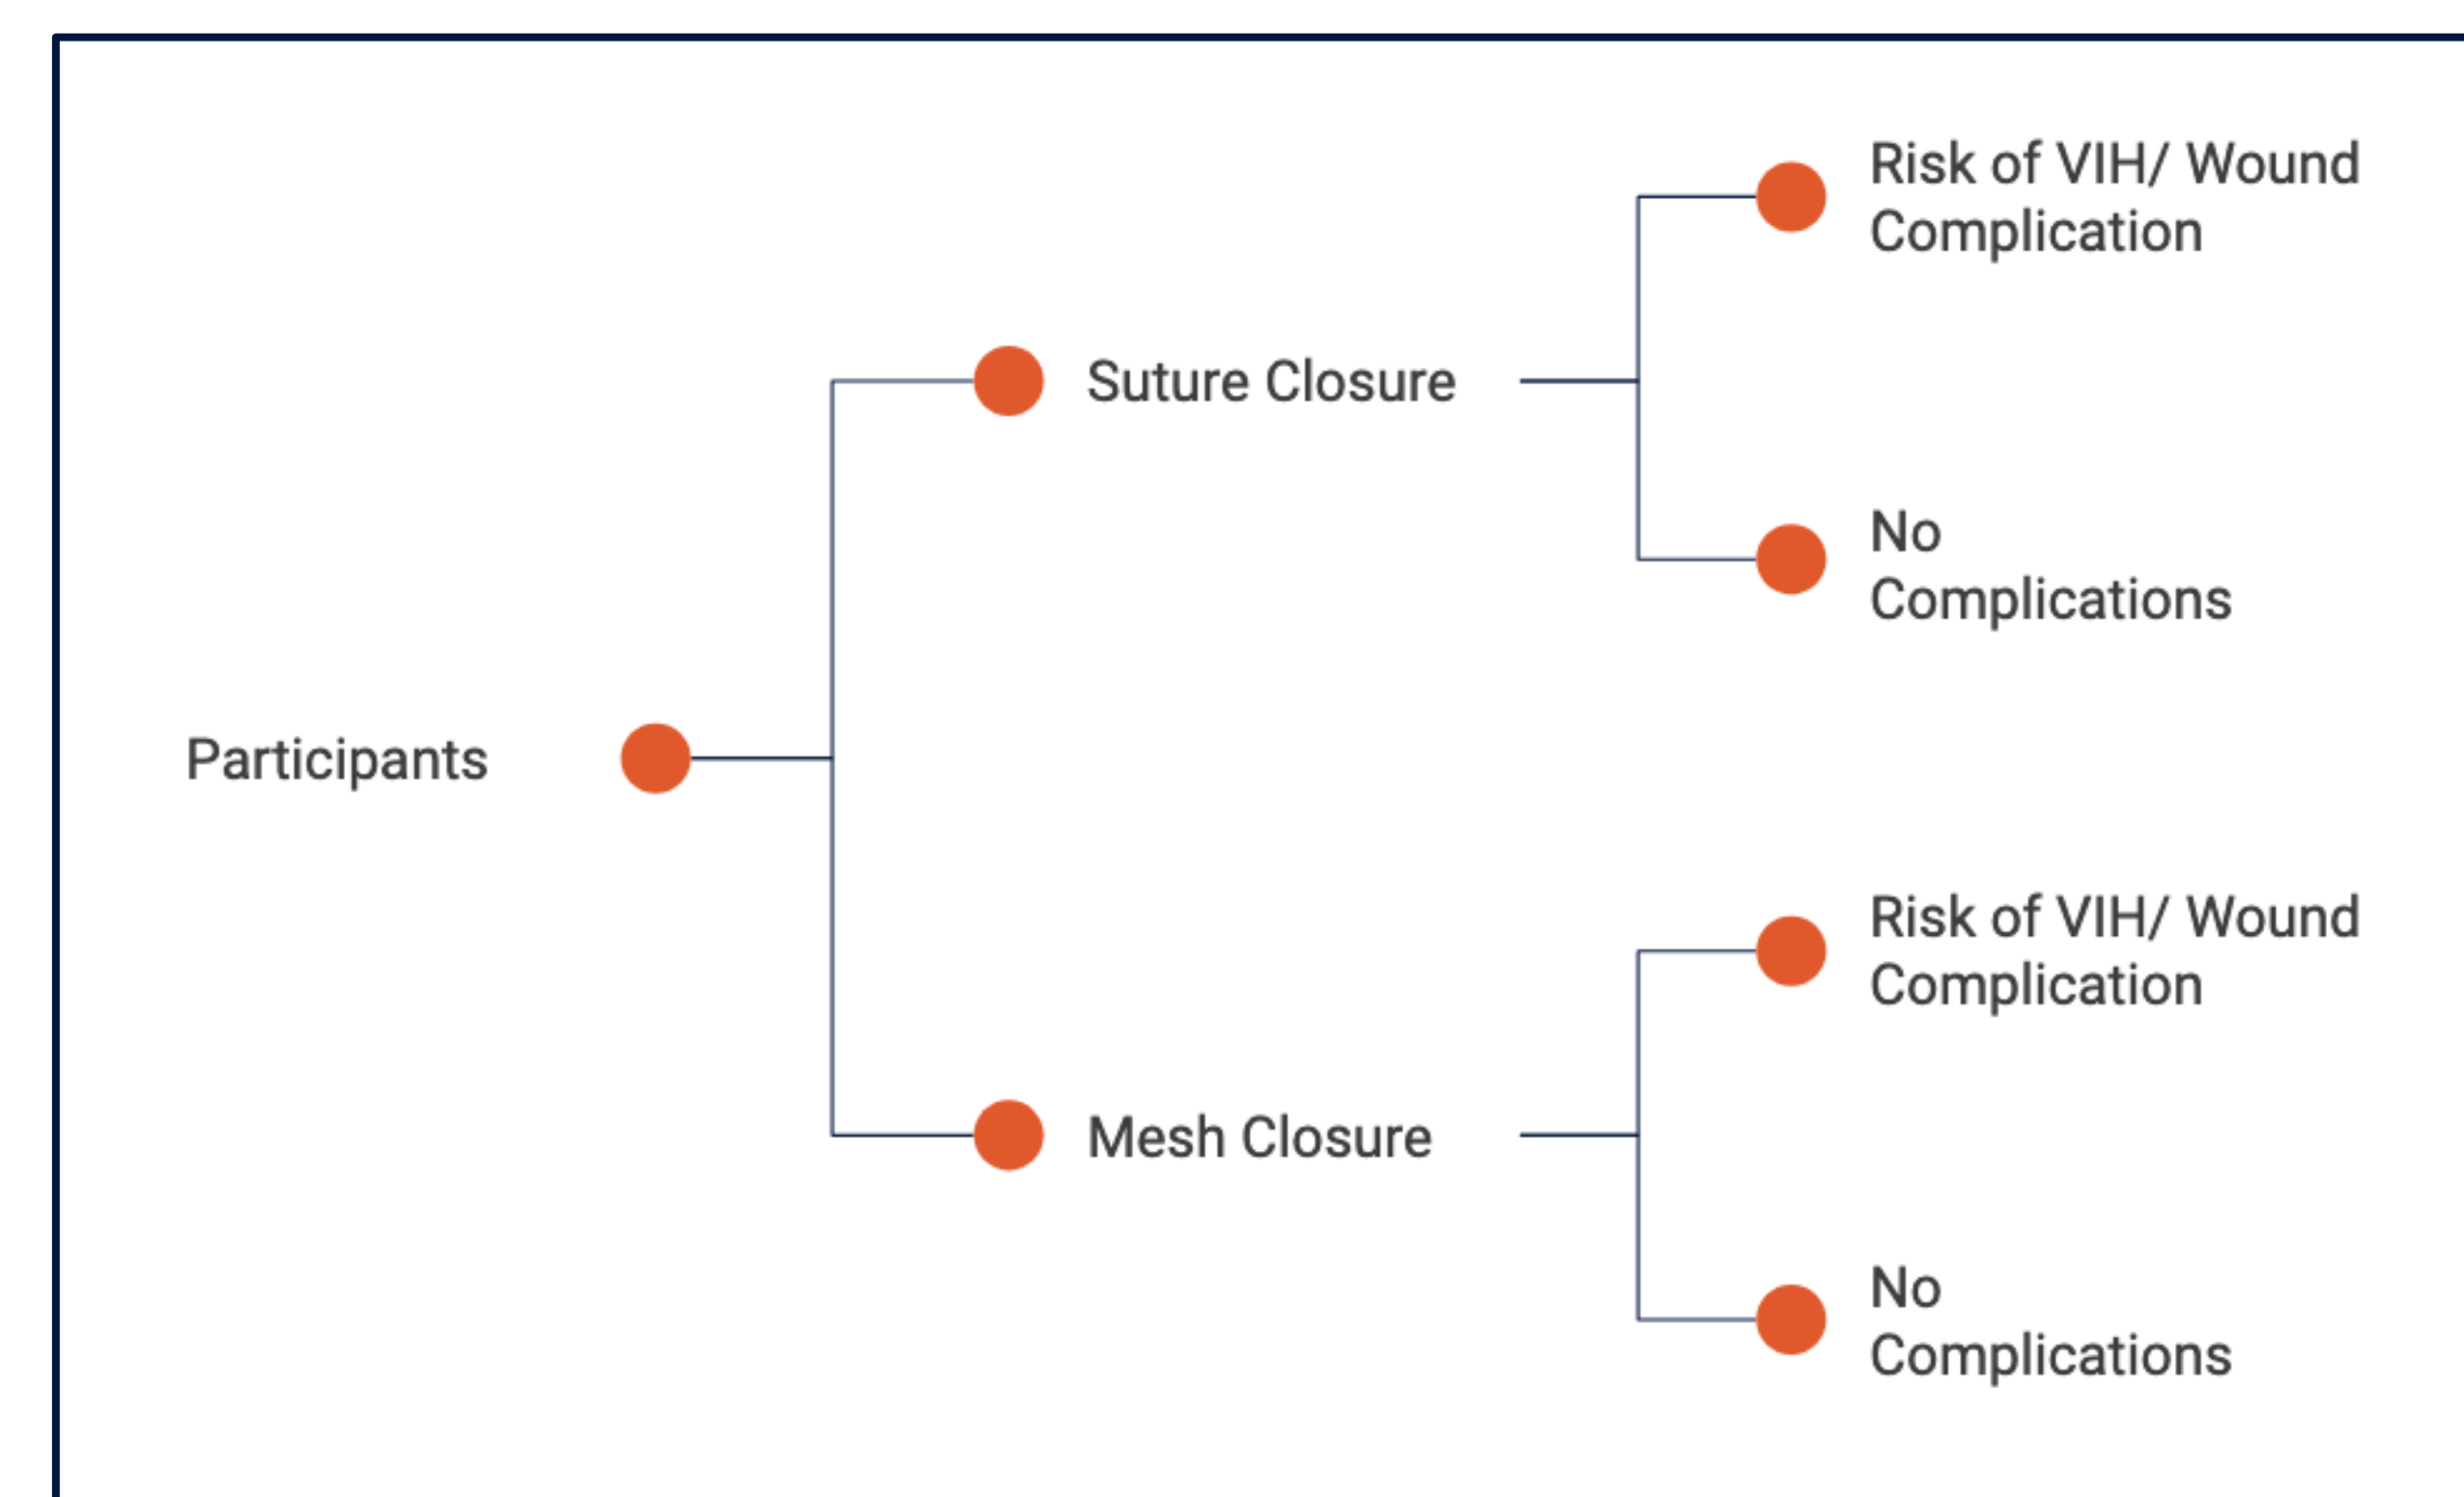 Risk of VIH/ Wound
Complication
Suture Closure
No
Complications
Participants
Risk of VIH/ Wound
Complication
Mesh Closure
No
Complications